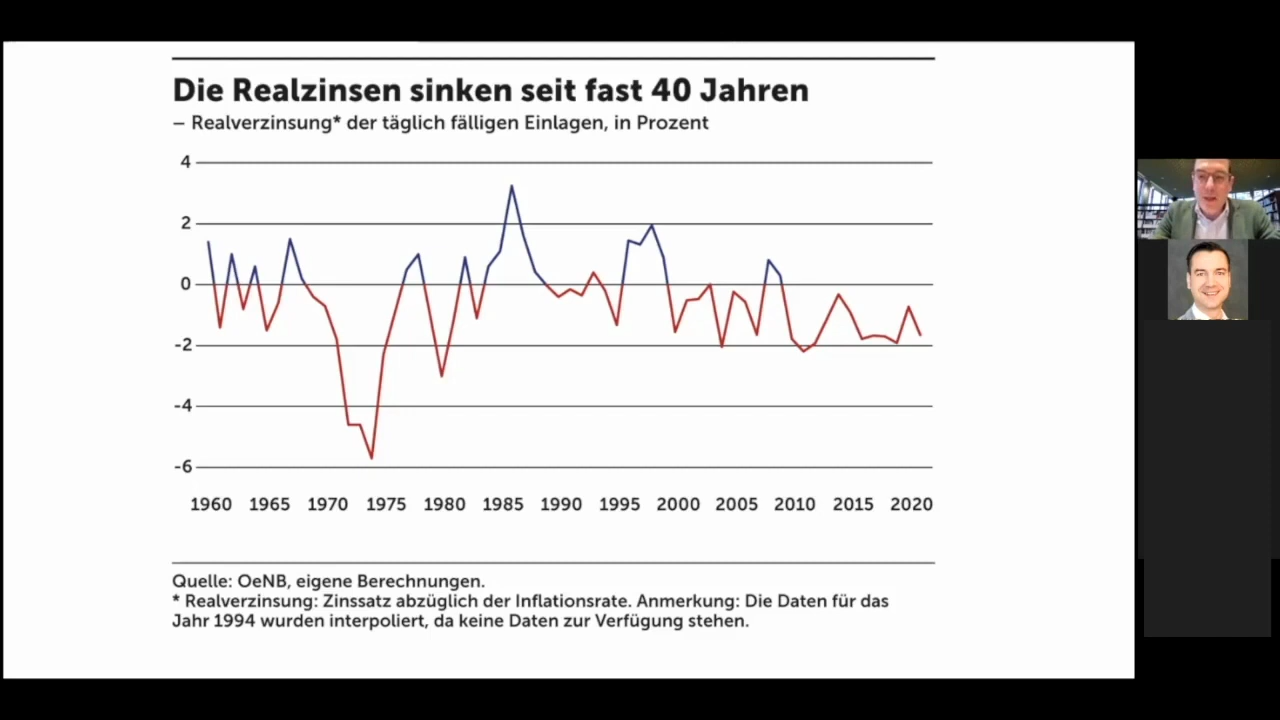 Die Realzinsen sinken seit fast 40 Jahren
– Realverzinsung* der täglich fälligen Einlagen, in Prozent
4
2
0
-2
-4
-6
1960 1965 1970 1975 1980 1985 1990 1995 2000 2005 2010 2015 2020
Quelle: OeNB, eigene Berechnungen.
* Realverzinsung: Zinssatz abzüglich der Inflationsrate. Anmerkung: Die Daten für das
Jahr 1994 wurden interpoliert, da keine Daten zur Verfügung stehen.